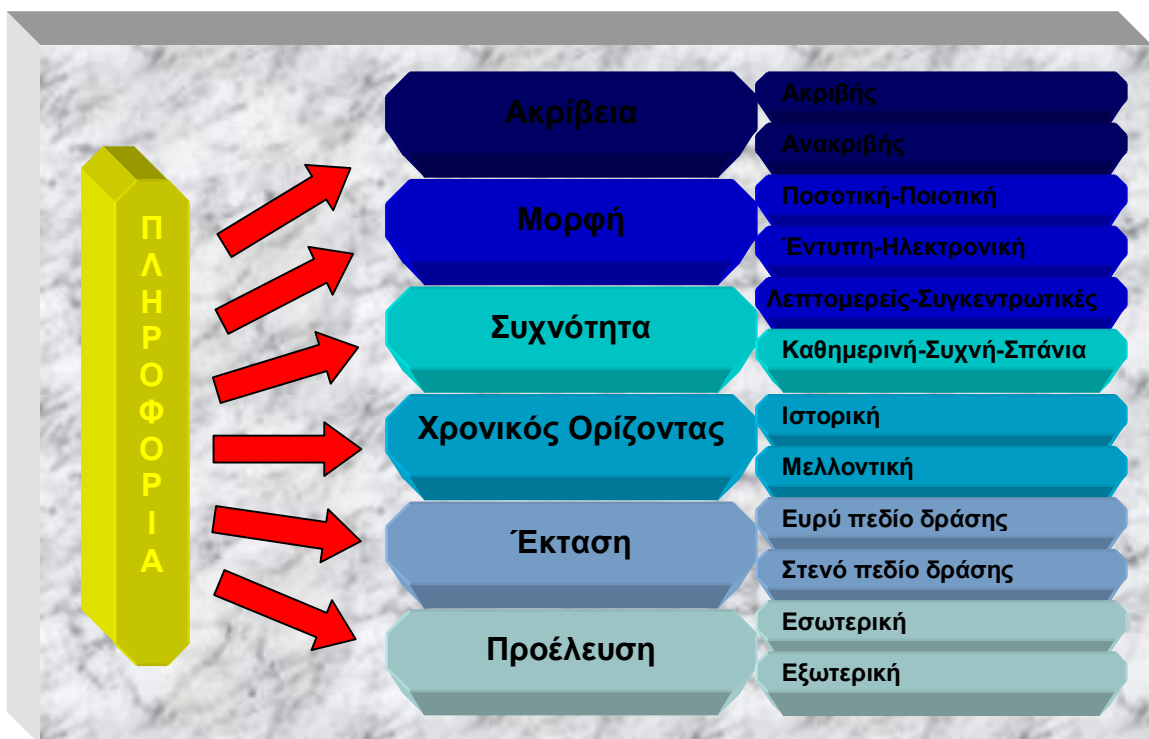 ΠΛΗΡΟΦΟΡΙΑ
Ακρίβεια
Ακριβής
Ανακριβής
Μορφή
Ποσοτική-Ποιοτική
Έντυπη-Ηλεκτρονική
Λεπτομερείς-Συγκεντρωτικές
Συχνότητα
Καθημερινή-Συχνή-Σπάνια
Χρονικός Ορίζοντας
Ιστορική
Μελλοντική
Έκταση
Ευρύ πεδίο δράσης
Στενό πεδίο δράσης
Προέλευση
Εσωτερική
Εξωτερική